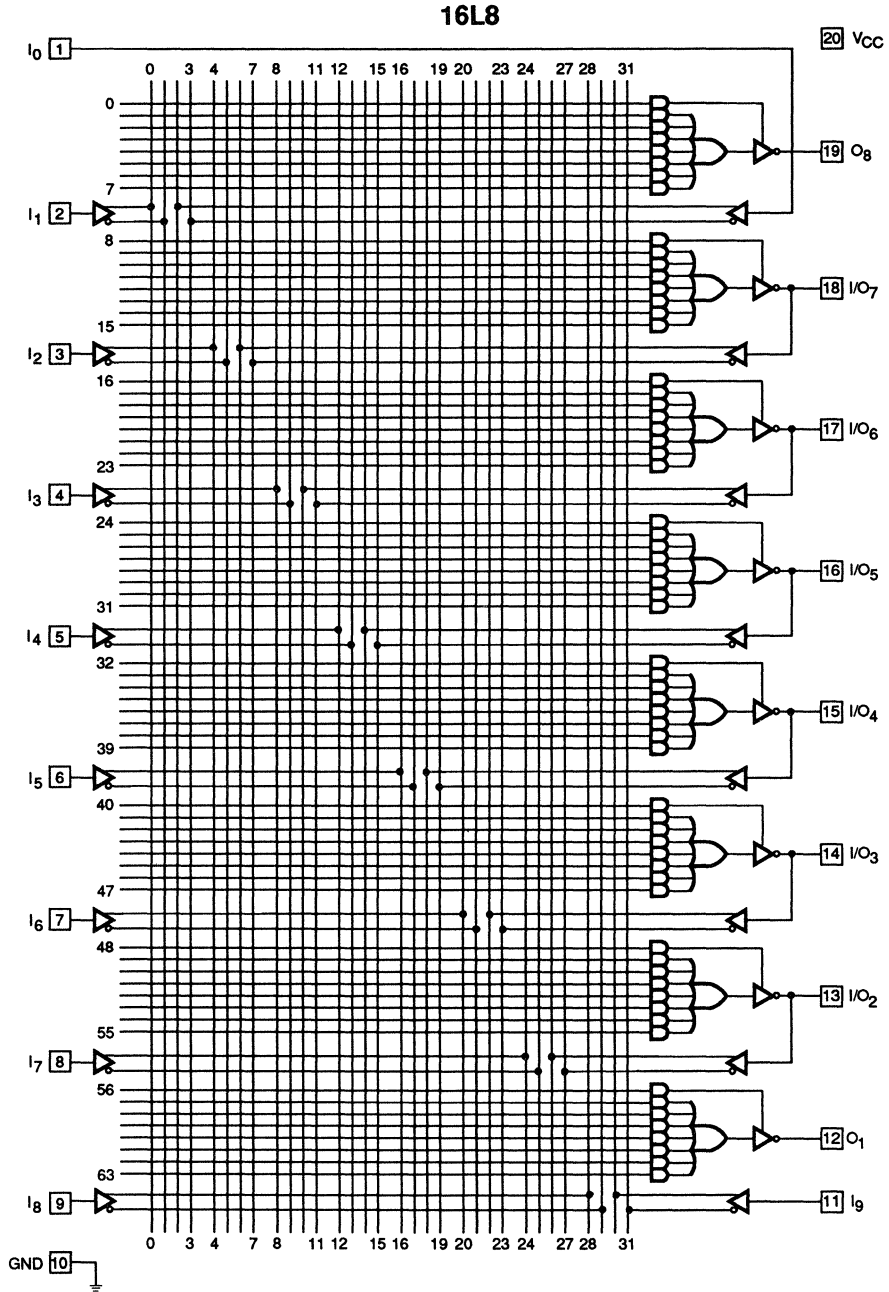 16L8
I0 1
20 VCC
0 3 4 7 8 11 12 15 16 19 20 23 24 27 28 31
0
19 O8
7
I1 2
8
18 I/O7
15
I2 3
16
17 I/O6
23
I3 4
24
16 I/O5
31
I4 5
32
15 I/O4
39
I5 6
40
14 I/O3
47
I6 7
48
13 I/O2
55
I7 8
56
12 O1
63
I8 9
11 I9
0 3 4 7 8 11 12 15 16 19 20 23 24 27 28 31
GND 10